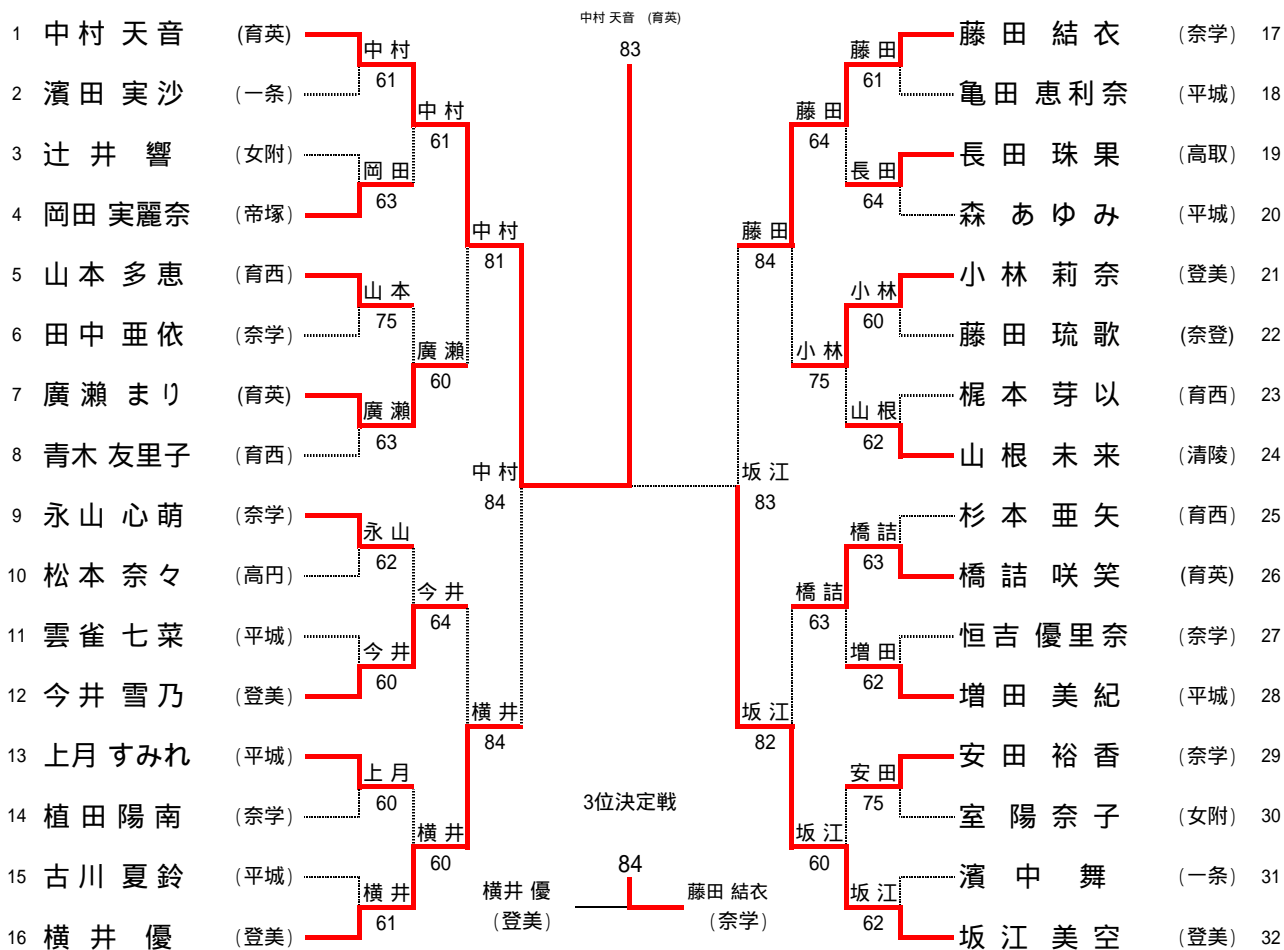 中村 天音 (育英)
83
1 中村 天音 (育英)
2 濱田 実沙 (一条)
3 辻井 響 (女附)
4 岡田 実麗奈 (帝塚)
5 山本 多恵 (育西)
6 田中 亜依 (奈学)
7 廣瀬 まり (育英)
8 青木 友里子 (育西)
9 永山 心萌 (奈学)
10 松本 奈々 (高円)
11 雲雀 七菜 (平城)
12 今井 雪乃 (登美)
13 上月 すみれ (平城)
14 植田 陽南 (奈学)
15 古川 夏鈴 (平城)
16 横井 優 (登美)
中村
61
岡田
63
山本
75
廣瀬
63
永山
62
今井
60
上月
60
横井
61
中村
61
廣瀬
60
今井
64
横井
60
中村
81
横井
84
中村
84
坂江
83
藤田
84
坂江
82
藤田
64
小林
75
橋詰
63
坂江
60
藤田
61
長田
64
小林
60
山根
62
橋詰
63
増田
62
安田
75
坂江
62
藤田 結衣 (奈学) 17
亀田 恵利奈 (平城) 18
長田 珠果 (高取) 19
森 あゆみ (平城) 20
小林 莉奈 (登美) 21
藤田 琉歌 (奈登) 22
梶本 芽以 (育西) 23
山根 未来 (清陵) 24
杉本 亜矢 (育西) 25
橋詰 咲笑 (育英) 26
恒吉 優里奈 (奈学) 27
増田 美紀 (平城) 28
安田 裕香 (奈学) 29
室 陽奈子 (女附) 30
濱中 舞 (一条) 31
坂江 美空 (登美) 32
3位決定戦
84
横井 優
(登美)
藤田 結衣
(奈学)